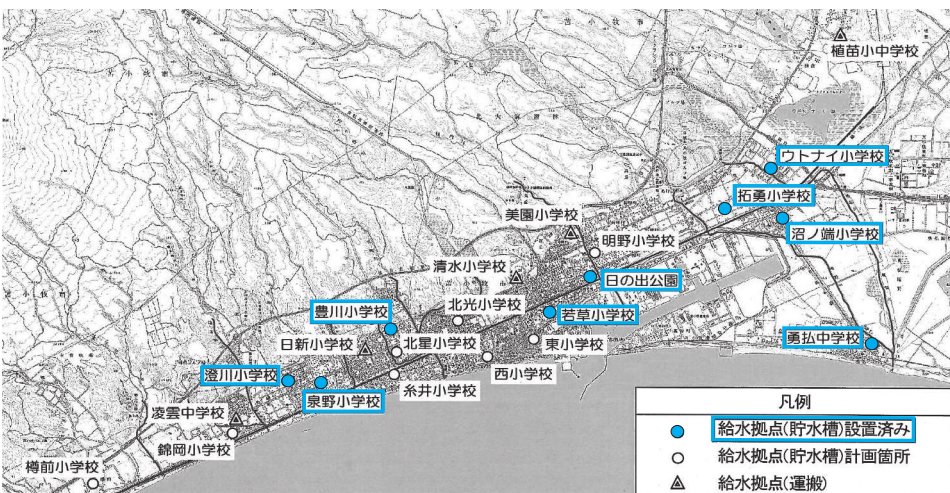 植苗小中学校
ウトナイ小学校
拓勇小学校
美園小学校
沼ノ端小学校
明野小学校
清水小学校
日の出公園
北光小学校
豊川小学校
若草小学校
日新小学校
北星小学校
東小学校
勇払中学校
西小学校
澄川小学校
糸井小学校
泉野小学校
凌雲中学校
錦岡小学校
樽前小学校
凡例
給水拠点(貯水槽)設置済み
給水拠点(貯水槽)計画箇所
給水拠点(運搬)